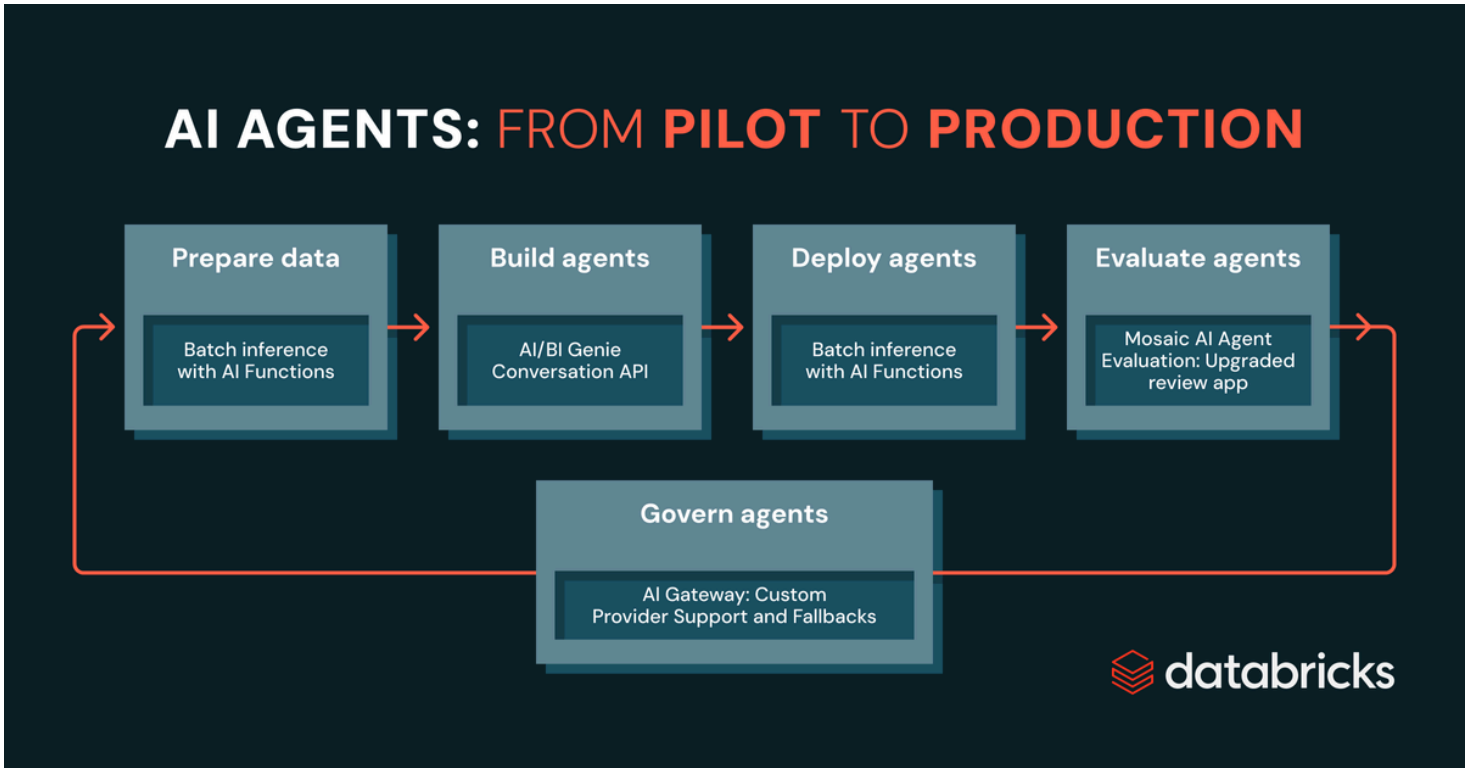 AI AGENTS: FROM PILOT TO PRODUCTION
Prepare data
Batch inference
with AI Functions
Build agents
AI/BI Genie
Conversation API
Deploy agents
Batch inference
with AI Functions
Evaluate agents
Mosaic AI Agent
Evaluation: Upgraded
review app
Govern agents
AI Gateway: Custom
Provider Support and Fallbacks
databricks